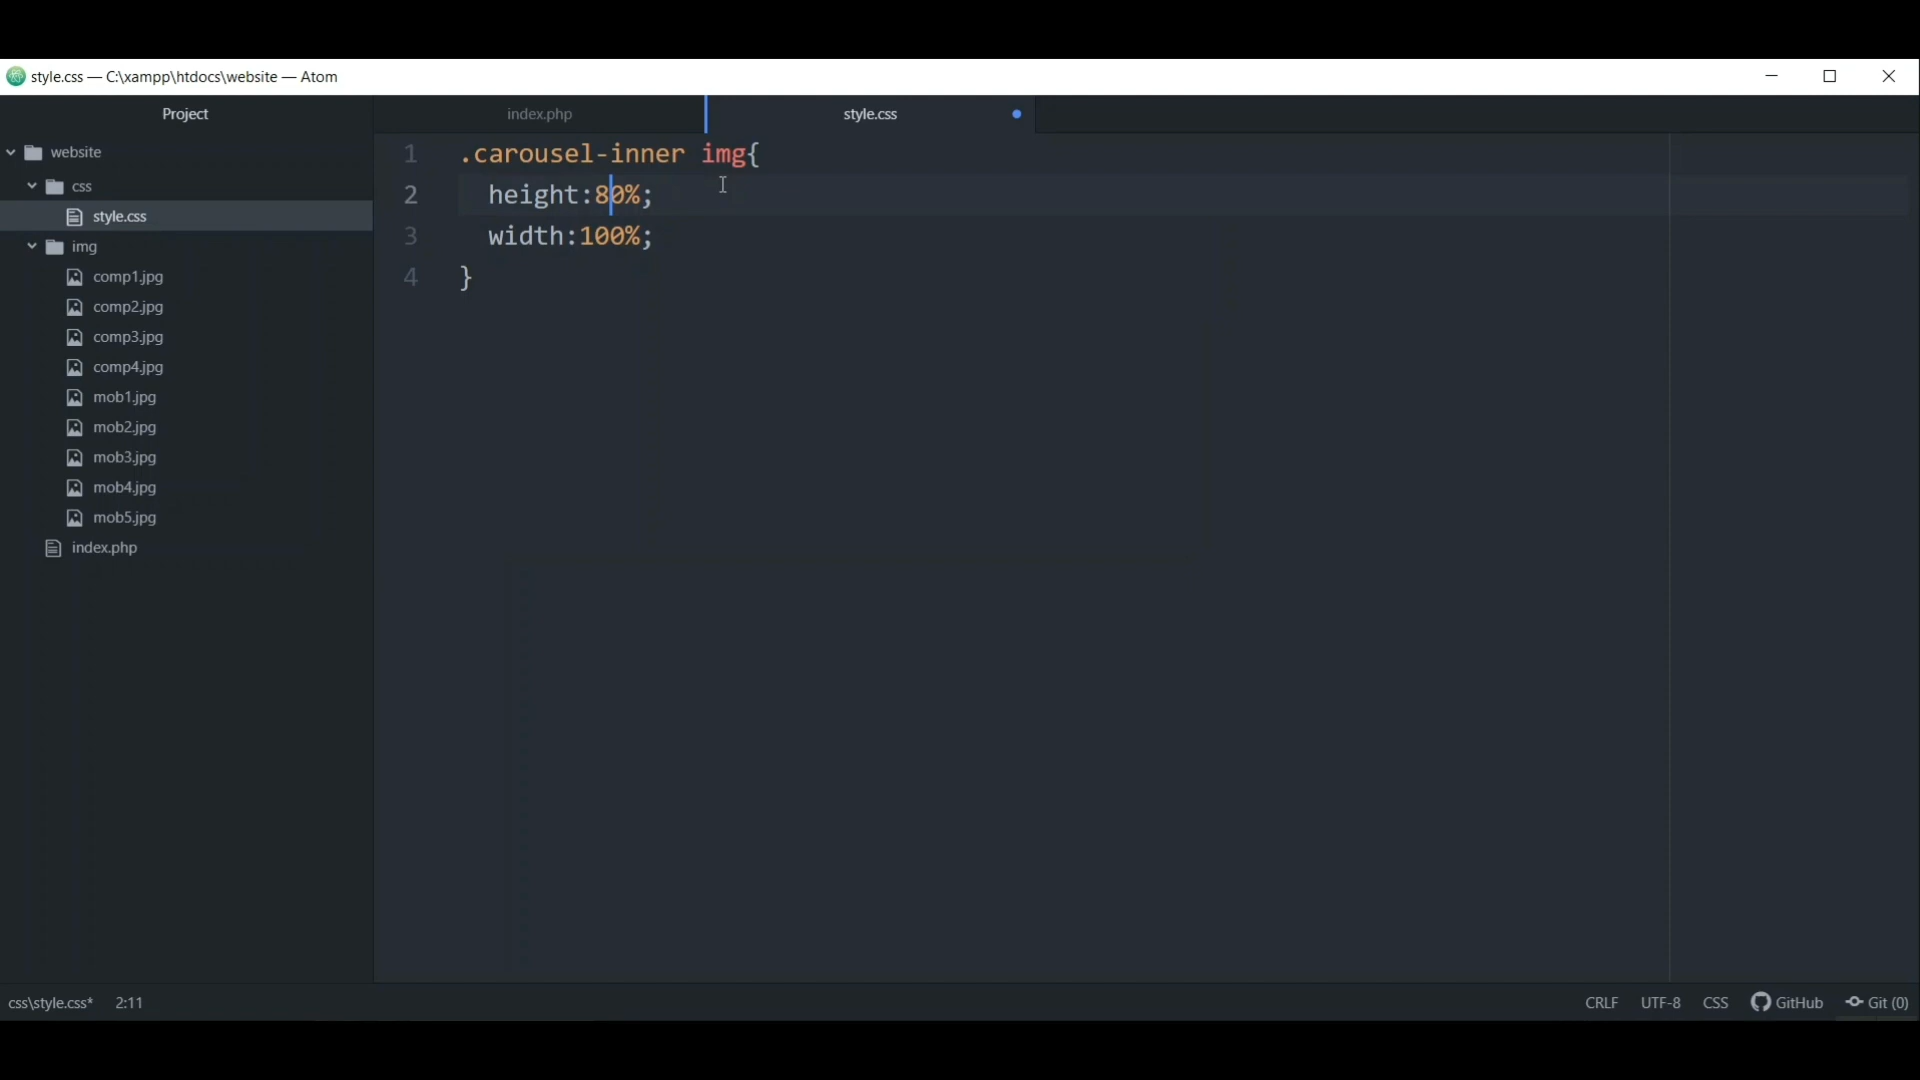 style.css — C:\xampp\htdocs\website — Atom
Project
index.php
style.css
website
css
style.css
img
comp1.jpg
comp2.jpg
comp3.jpg
comp4.jpg
mob1.jpg
mob2.jpg
mob3.jpg
mob4.jpg
mob5.jpg
index.php
1 .carousel-inner img{
2 height:80%;
3 width:100%;
4 }
css\style.css* 2:11
CRLF UTF-8 CSS GitHub Git (0)